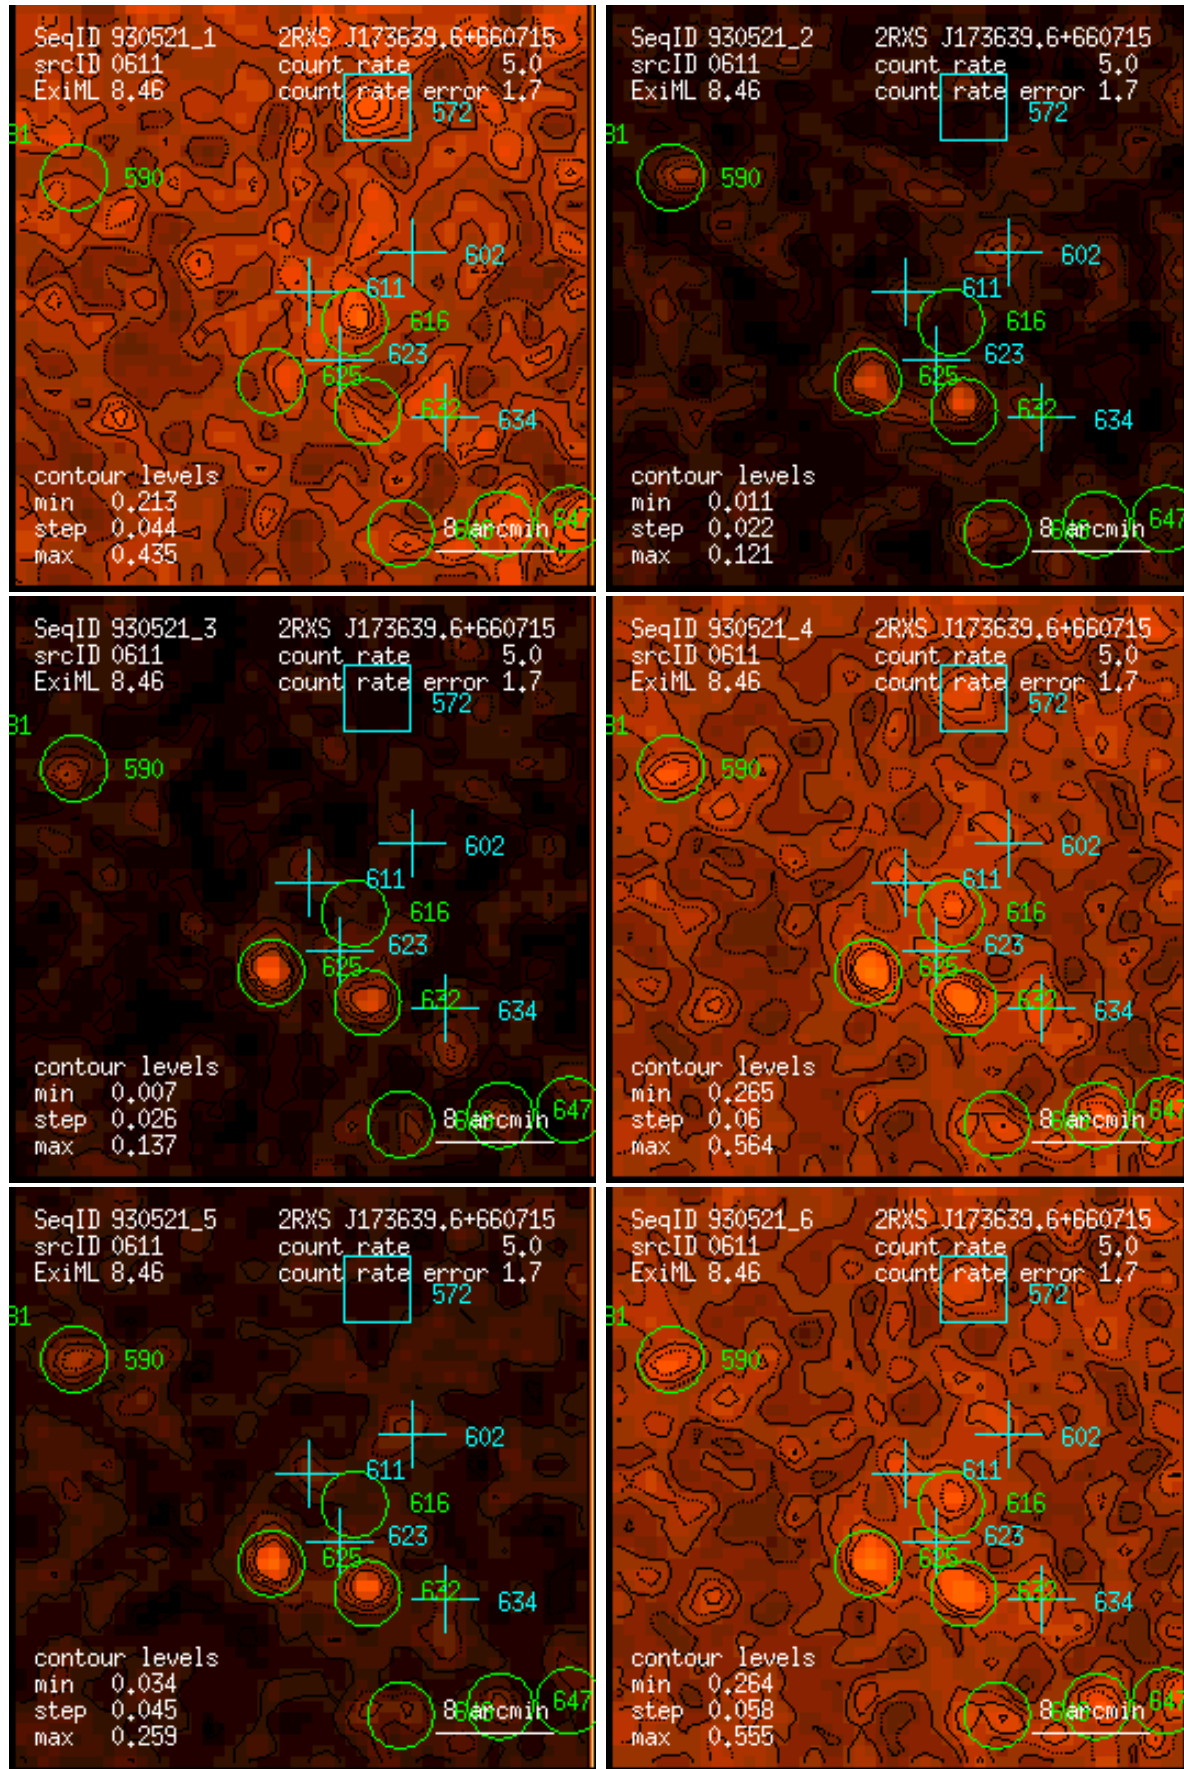 SeqID 930521_1 2RXS J173639.6+660715
srcID 0611 count rate 5.0
ExiML 8.46 count rate error 1.7
572
81
590
602
611
616
623
625
632 634
contour levels
min 0.213
step 0.044 8 arcmin 647
max 0.435
SeqID 930521_2 2RXS J173639.6+660715
srcID 0611 count rate 5.0
ExiML 8.46 count rate error 1.7
572
81
590
602
611
616
623
625
632 634
contour levels
min 0.011
step 0.022 8 arcmin 647
max 0.121
SeqID 930521_3 2RXS J173639.6+660715
srcID 0611 count rate 5.0
ExiML 8.46 count rate error 1.7
572
81
590
602
611
616
623
625
632 634
contour levels
min 0.007
step 0.026 8 arcmin 647
max 0.137
SeqID 930521_4 2RXS J173639.6+660715
srcID 0611 count rate 5.0
ExiML 8.46 count rate error 1.7
572
81
590
602
611
616
623
625
632 634
contour levels
min 0.265
step 0.06 8 arcmin 647
max 0.564
SeqID 930521_5 2RXS J173639.6+660715
srcID 0611 count rate 5.0
ExiML 8.46 count rate error 1.7
572
81
590
602
611
616
623
625
632 634
contour levels
min 0.034
step 0.045 8 arcmin 647
max 0.259
SeqID 930521_6 2RXS J173639.6+660715
srcID 0611 count rate 5.0
ExiML 8.46 count rate error 1.7
572
81
590
602
611
616
623
625
632 634
contour levels
min 0.264
step 0.058 8 arcmin 647
max 0.555